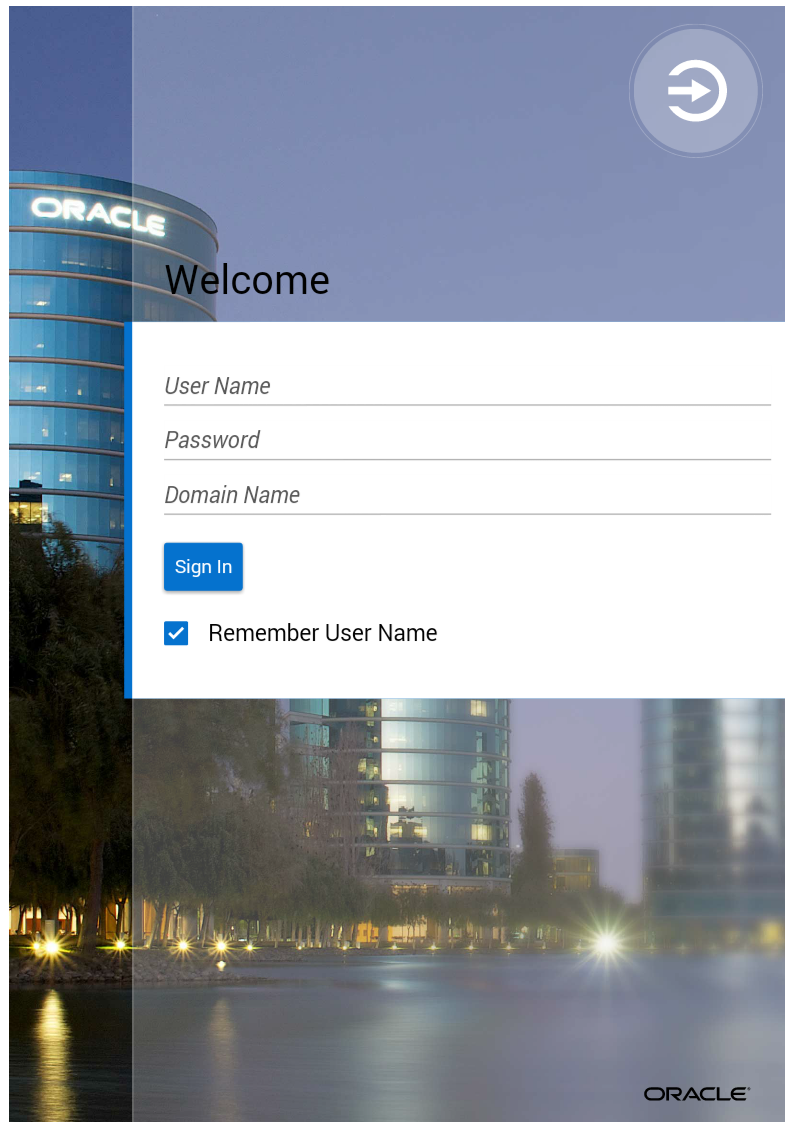 ORACLE
Welcome
User Name
Password
Domain Name
Sign In
Remember User Name
ORACLE®